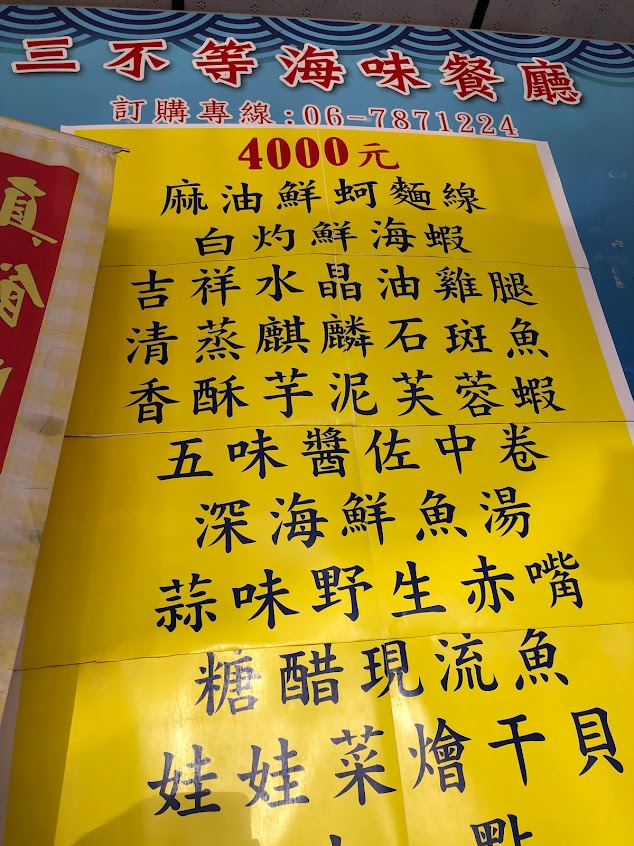 三不等海味餐廳
訂購專線:06-7871224
4000元
麻油鮮蚵麵線
白灼鮮海蝦
吉祥水晶油雞腿
清蒸麒麟石斑魚
香酥芋泥芙蓉蝦
五味醬佐中卷
深海鮮魚湯
蒜味野生赤嘴
糖醋現流魚
娃娃菜燴干貝
點